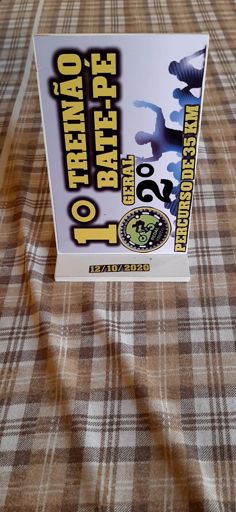 1º TREINÃO
BATE-PÉ
GERAL
2º
PERCURSO DE 35 KM
12/10/2020